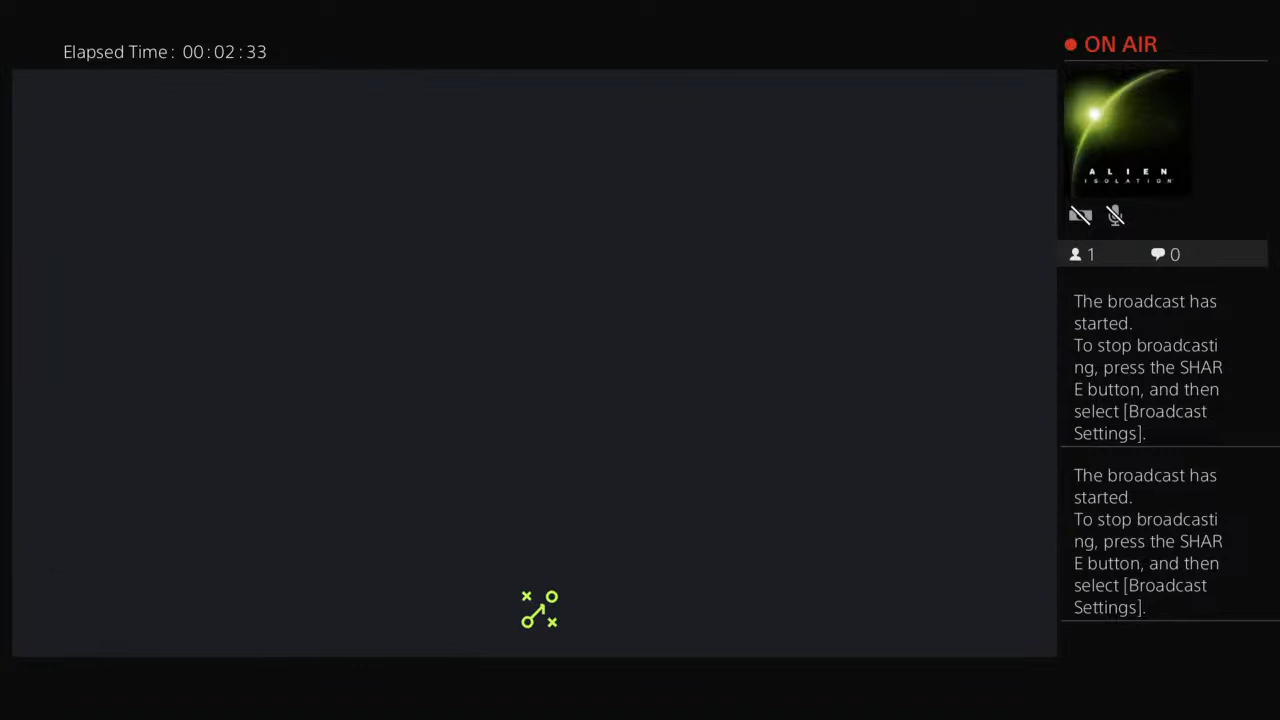 Elapsed Time: 00:02:33
ON AIR
ALIEN
ISOLATION
1
0
The broadcast has
started.
To stop broadcasti
ng, press the SHAR
E button, and then
select [Broadcast
Settings].
The broadcast has
started.
To stop broadcasti
ng, press the SHAR
E button, and then
select [Broadcast
Settings].